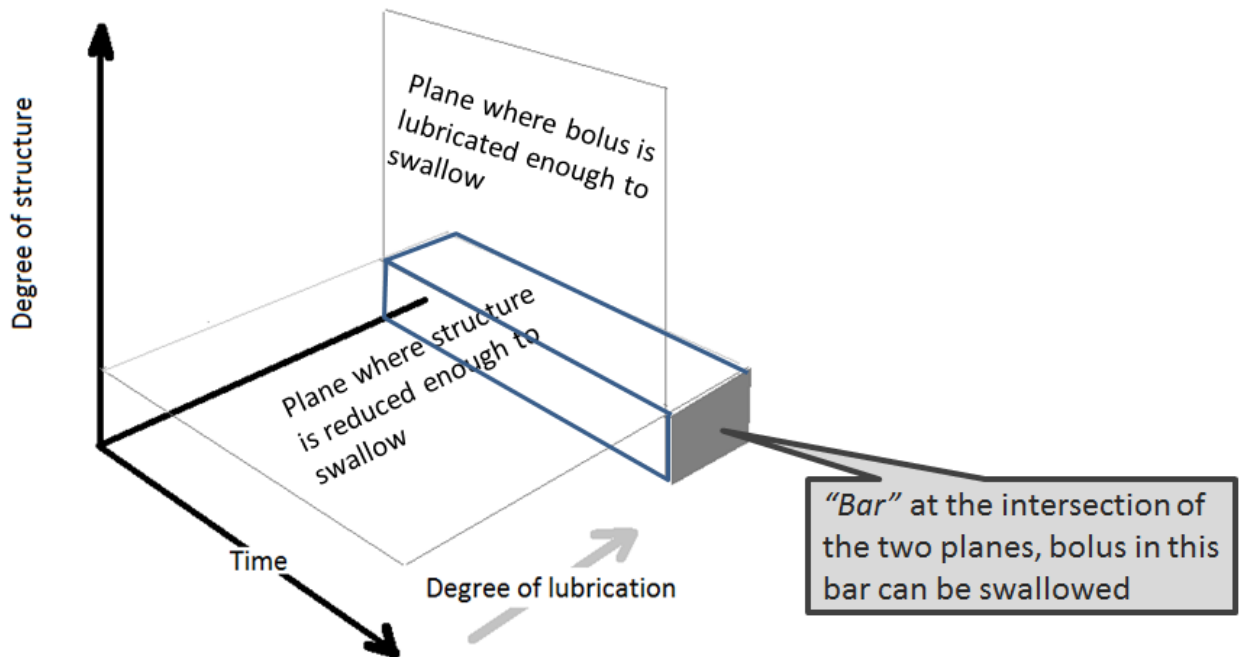 Degree of structure
Plane where bolus is
lubricated enough to
swallow
Plane where structure
is reduced enough to
swallow
Time
Degree of lubrication
“Bar” at the intersection of
the two planes, bolus in this
bar can be swallowed